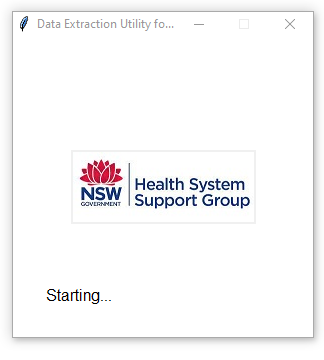 Data Extraction Utility fo...
NSW
GOVERNMENT
Health System
Support Group
Starting...